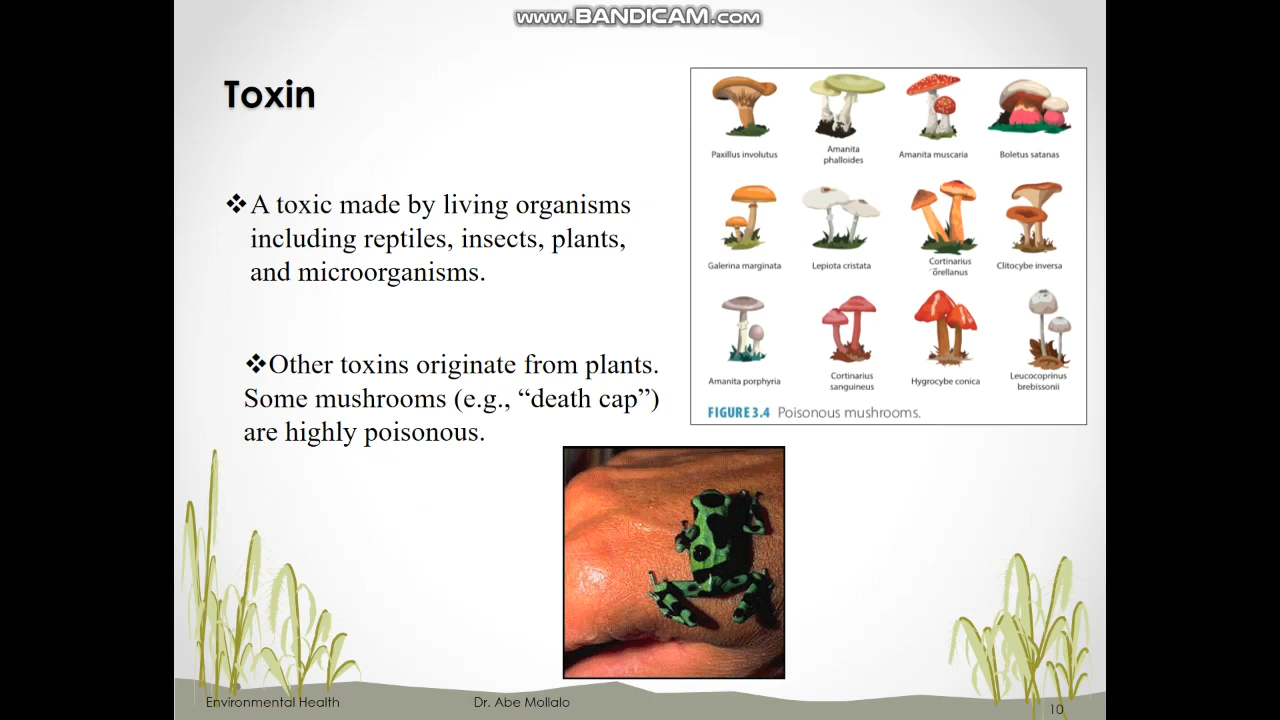 www.BANDICAM.com
Toxin
❖A toxic made by living organisms
including reptiles, insects, plants,
and microorganisms.
❖Other toxins originate from plants.
Some mushrooms (e.g., “death cap”)
are highly poisonous.
Paxillus involutus
Amanita
phalloides
Amanita muscaria
Boletus satanas
Galerina marginata
Lepiota cristata
Cortinarius
orellanus
Clitocybe inversa
Amanita porphyria
Cortinarius
sanguineus
Hygrocybe conica
Leucocoprinus
brebissonii
FIGURE 3.4 Poisonous mushrooms.
Environmental Health
Dr. Abe Mollalo
10